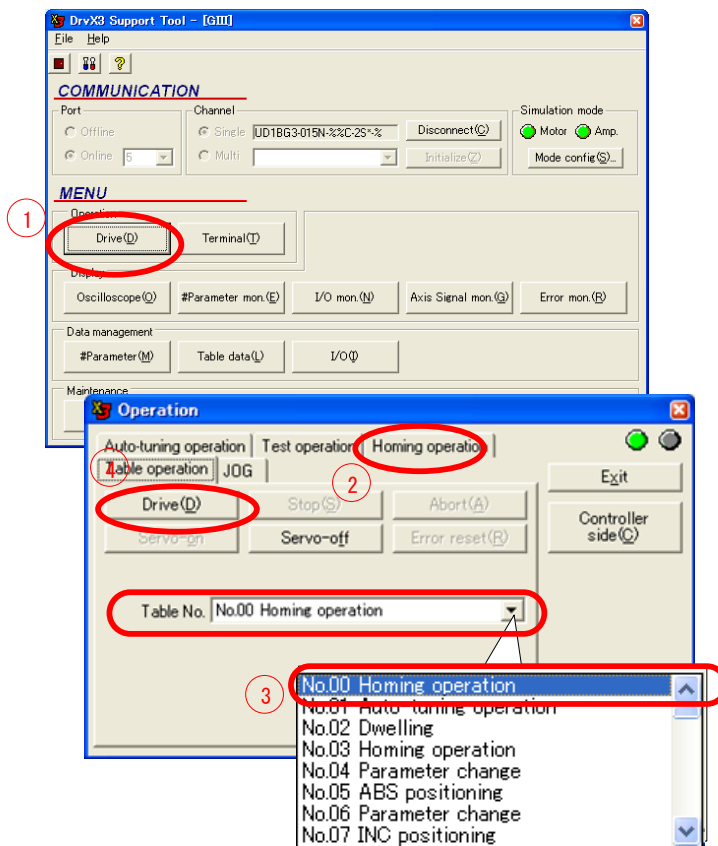 DrvX3 Support Tool - [GIII]
File Help
COMMUNICATION
Port Channel Simulation mode
Offline Single UD1BG3-015N-%%C-2S*-% Disconnect(C) Motor Amp.
Online 5 Multi Initialize(Z) Mode config(S)...
MENU
1
Operation
Drive(D) Terminal(T)
Display
Oscilloscope(O) #Parameter mon.(E) I/O mon.(N) Axis Signal mon.(G) Error mon.(R)
Data management
#Parameter(M) Table data(L) I/O(I)
Maintenance
Operation
Auto-tuning operation Test operation Homing operation
4
Table operation JOG
2
Exit
Drive(D) Stop(S) Abort(A)
Controller
side(C)
Servo-on Servo-off Error reset(R)
Table No. No.00 Homing operation
3
No.00 Homing operation
No.01 Auto-tuning operation
No.02 Dwelling
No.03 Homing operation
No.04 Parameter change
No.05 ABS positioning
No.06 Parameter change
No.07 INC positioning